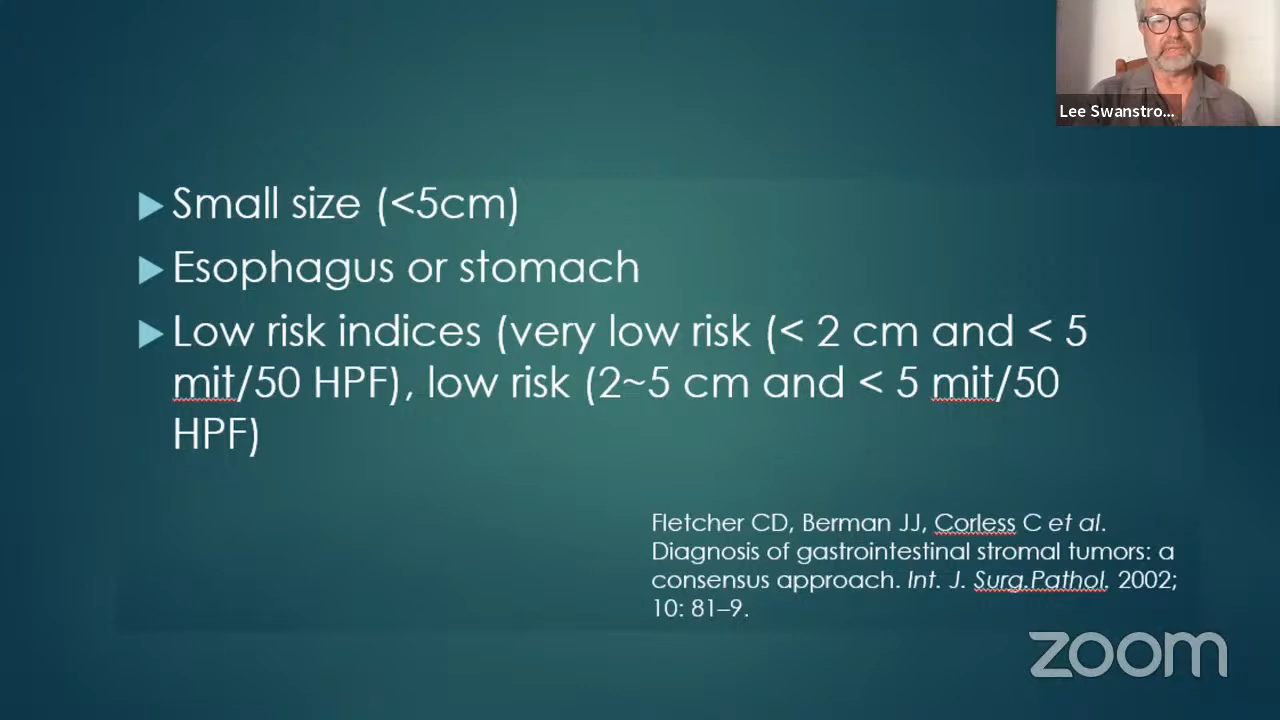 Lee Swanstro...
Small size (<5cm)
Esophagus or stomach
Low risk indices (very low risk (< 2 cm and < 5
mit/50 HPF), low risk (2~5 cm and < 5 mit/50
HPF)
Fletcher CD, Berman JJ, Corless C et al.
Diagnosis of gastrointestinal stromal tumors: a
consensus approach. Int. J. Surg.Pathol. 2002;
10: 81–9.
zoom